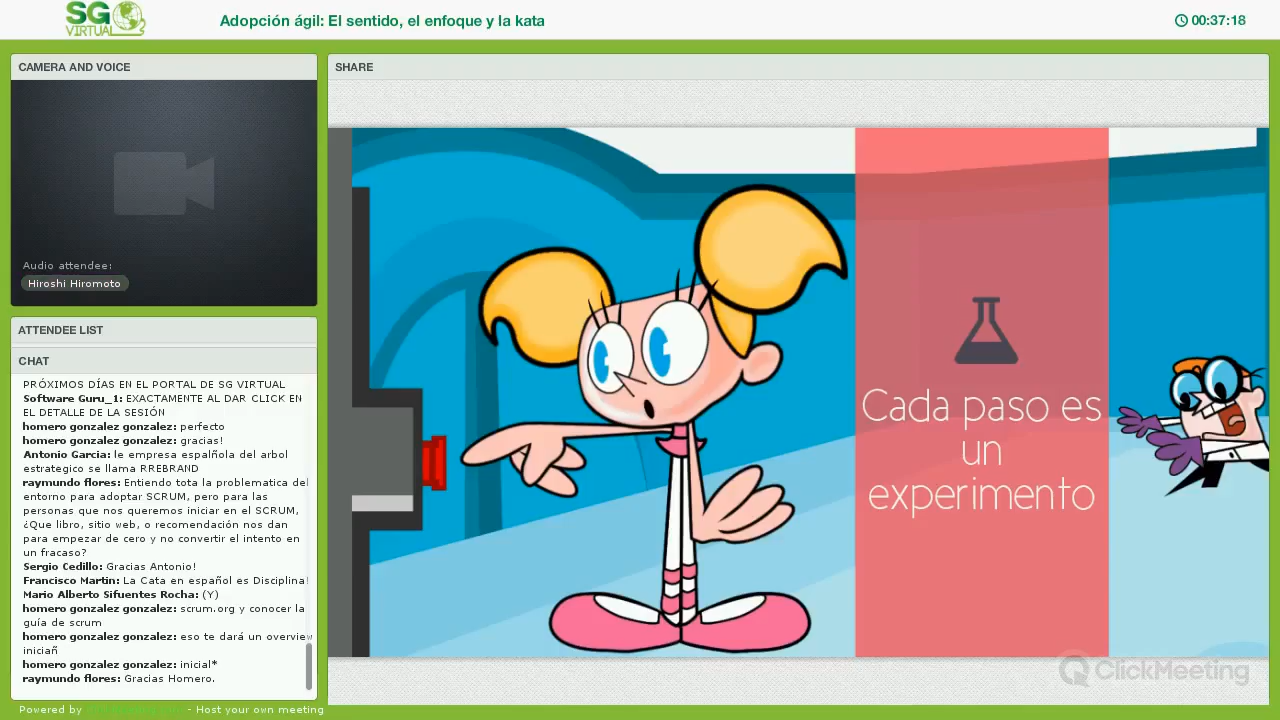 SG
VIRTUAL
Adopción ágil: El sentido, el enfoque y la kata
00:37:18
CAMERA AND VOICE
Audio attendee:
Hiroshi Hiromoto
ATTENDEE LIST
CHAT
PRÓXIMOS DÍAS EN EL PORTAL DE SG VIRTUAL
Software Guru_1: EXACTAMENTE AL DAR CLICK EN
EL DETALLE DE LA SESIÓN
homero gonzalez gonzalez: perfecto
homero gonzalez gonzalez: gracias!
Antonio Garcia: le empresa espalñola del arbol
estrategico se llama RREBRAND
raymundo flores: Entiendo tota la problematica del
entorno para adoptar SCRUM, pero para las
personas que nos queremos iniciar en el SCRUM,
¿Que libro, sitio web, o recomendación nos dan
para empezar de cero y no convertir el intento en
un fracaso?
Sergio Cedillo: Gracias Antonio!
Francisco Martin: La Cata en español es Disciplina!
Mario Alberto Sifuentes Rocha: (Y)
homero gonzalez gonzalez: scrum.org y conocer la
guía de scrum
homero gonzalez gonzalez: eso te dará un overview
iniciañ
homero gonzalez gonzalez: inicial*
raymundo flores: Gracias Homero.
Powered by - Host your own meeting
SHARE
Cada paso es
un
experimento
ClickMeeting